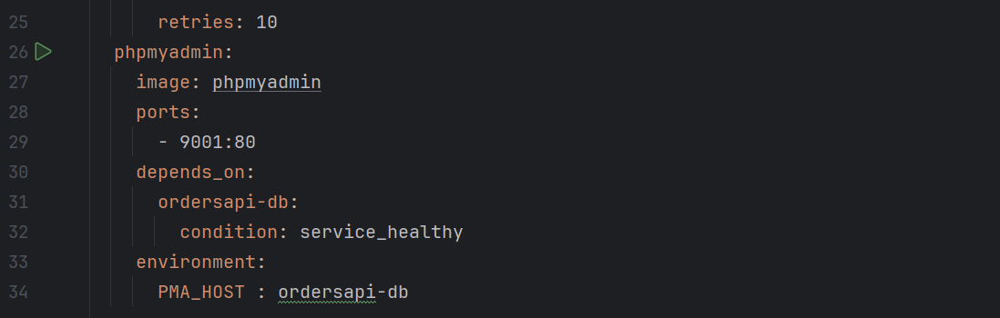 25 retries: 10
26 phpmyadmin:
27 image: phpmyadmin
28 ports:
29 - 9001:80
30 depends_on:
31 ordersapi-db:
32 condition: service_healthy
33 environment:
34 PMA_HOST : ordersapi-db